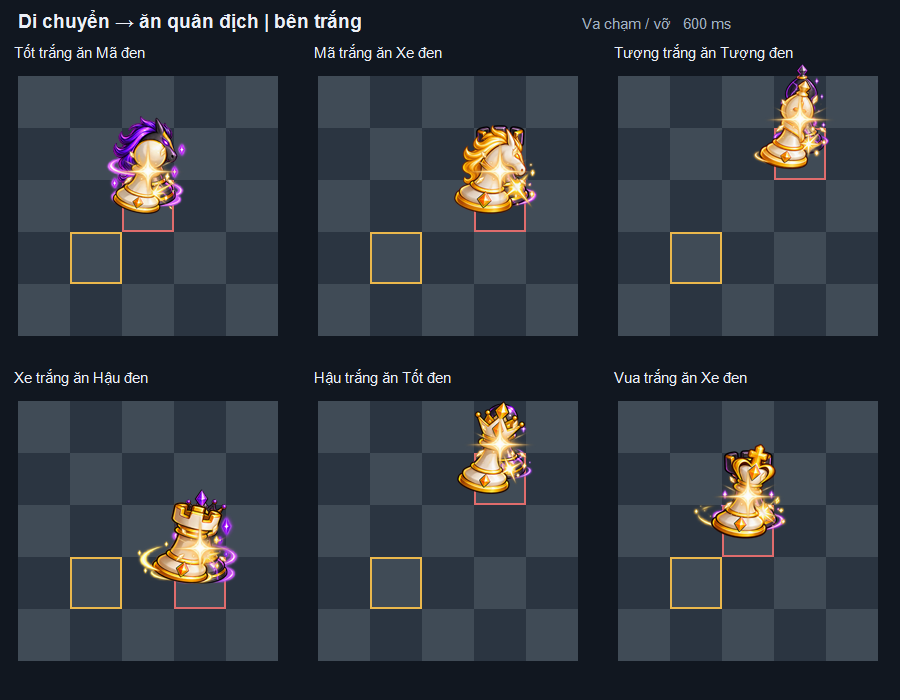 Di chuyển → ăn quân địch | bên trắng
Va chạm / vỡ 600 ms
Tốt trắng ăn Mã đen
Mã trắng ăn Xe đen
Tượng trắng ăn Tượng đen
Xe trắng ăn Hậu đen
Hậu trắng ăn Tốt đen
Vua trắng ăn Xe đen